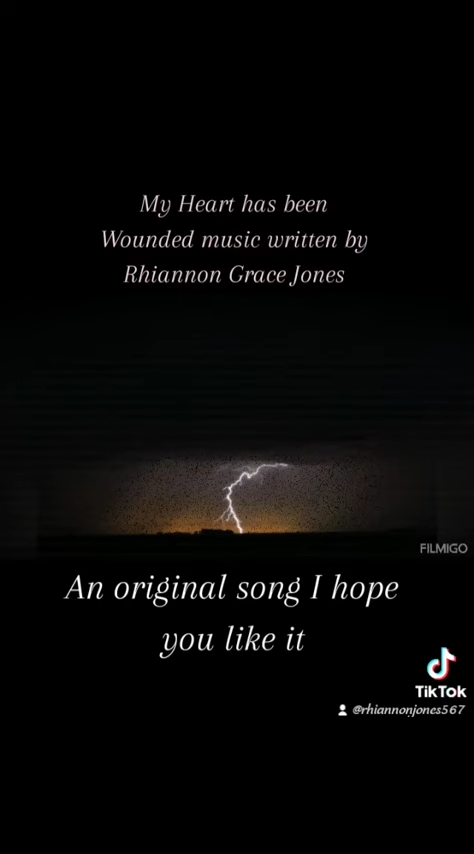 My Heart has been
Wounded music written by
Rhiannon Grace Jones
FILMIGO
An original song I hope
you like it
TikTok
@rhiannonjones567